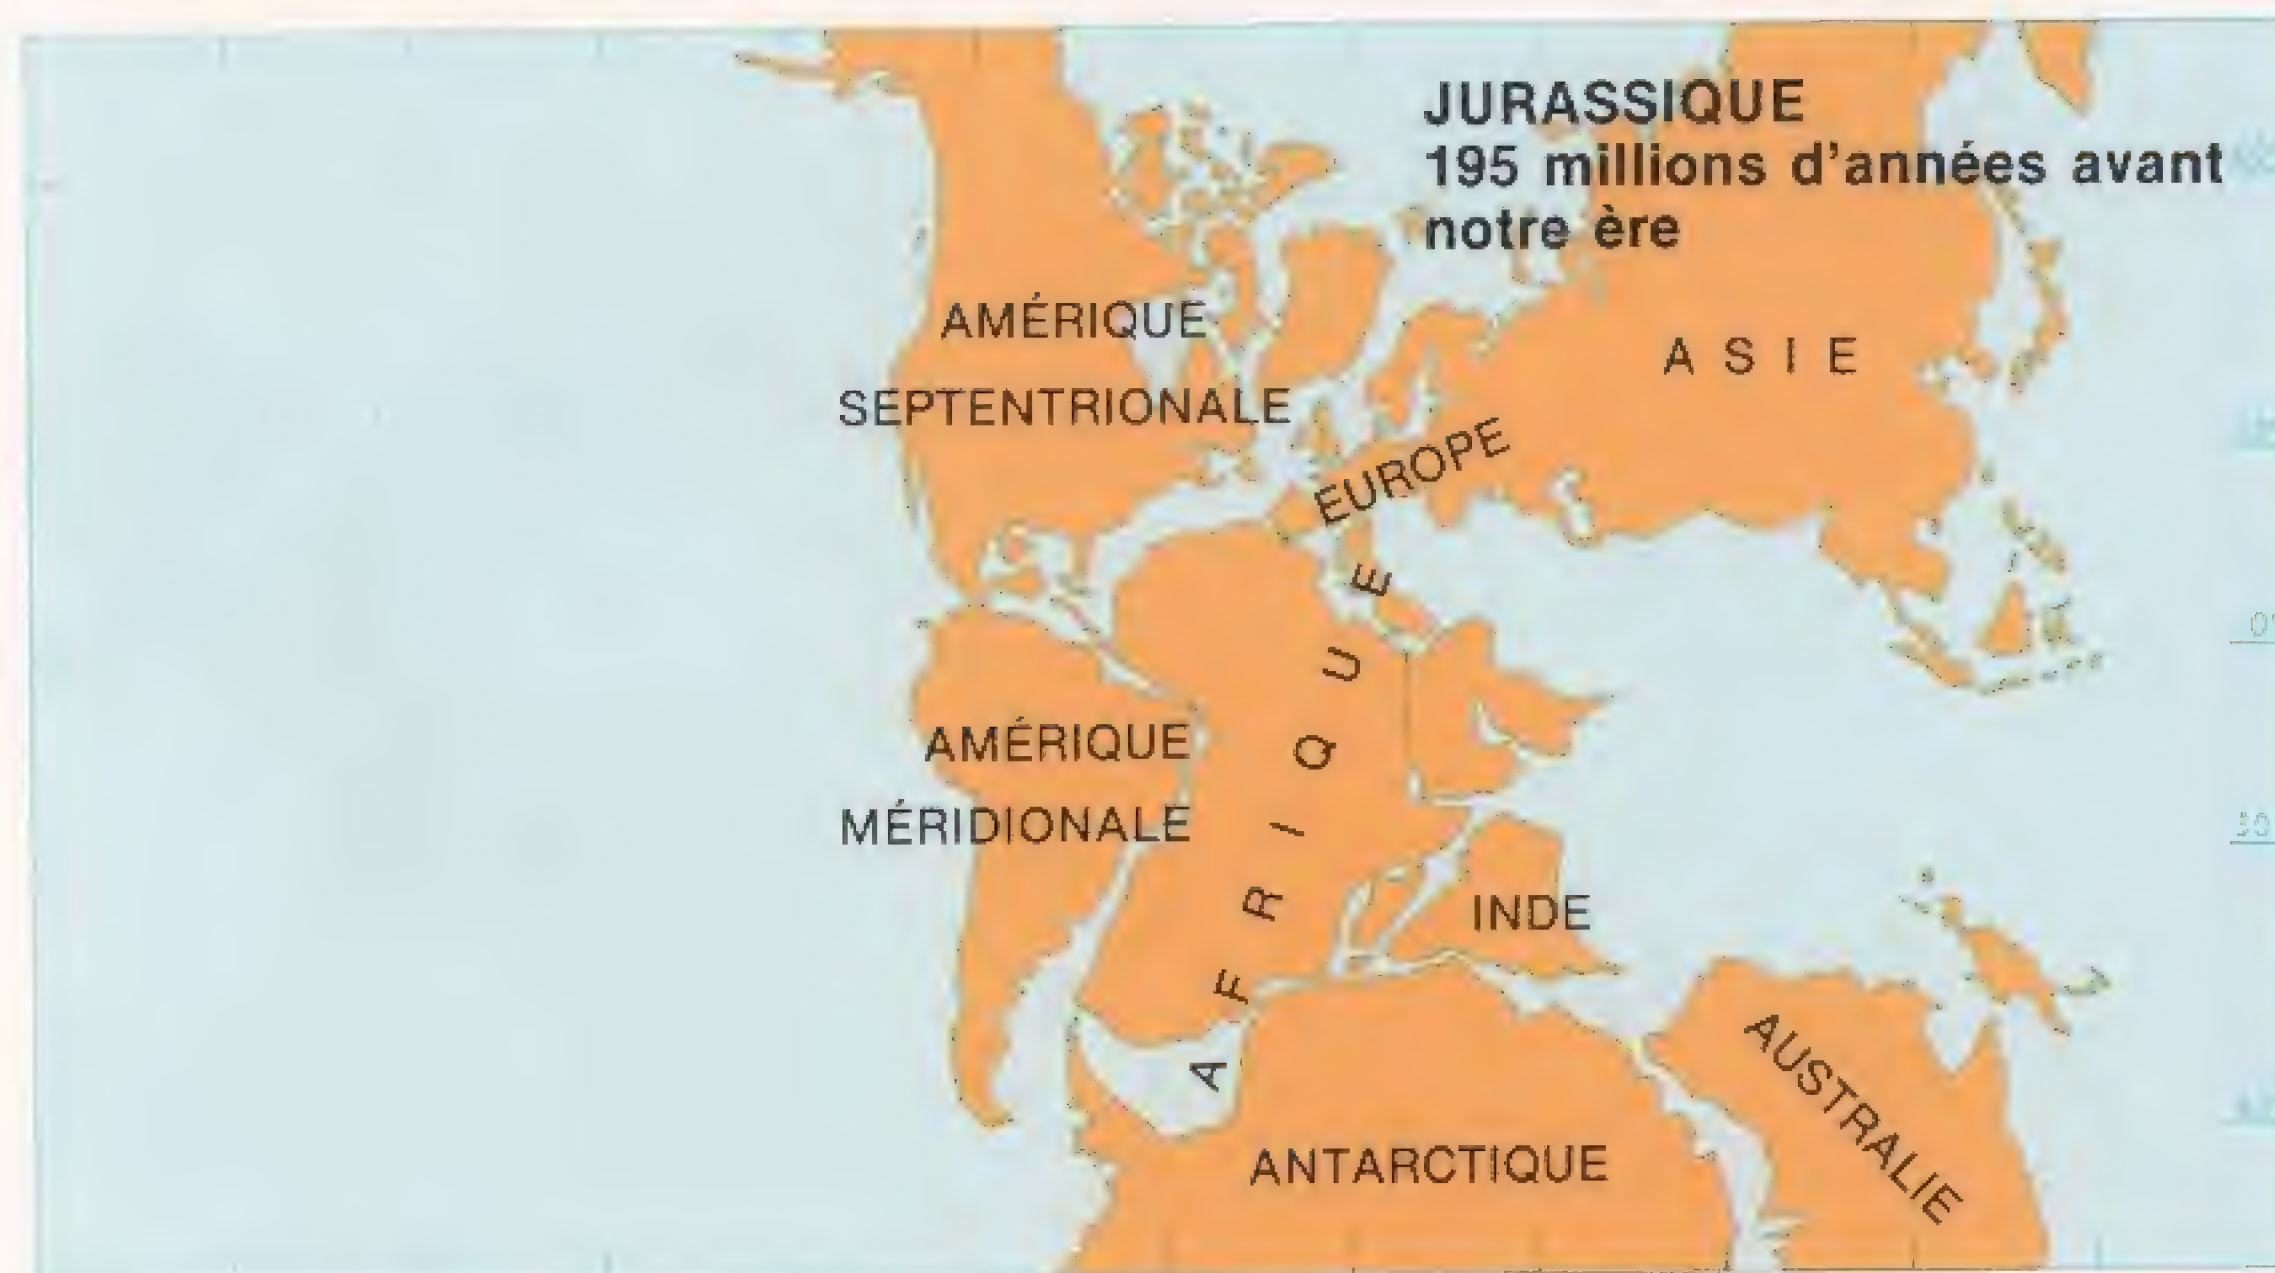 JURASSIQUE
195 millions d'années avant
notre ère
AMÉRIQUE
SEPTENTRIONALE
ASIE
EUROPE
AFRIQUE
AMÉRIQUE
MÉRIDIONALE
INDE
AUSTRALIE
ANTARCTIQUE